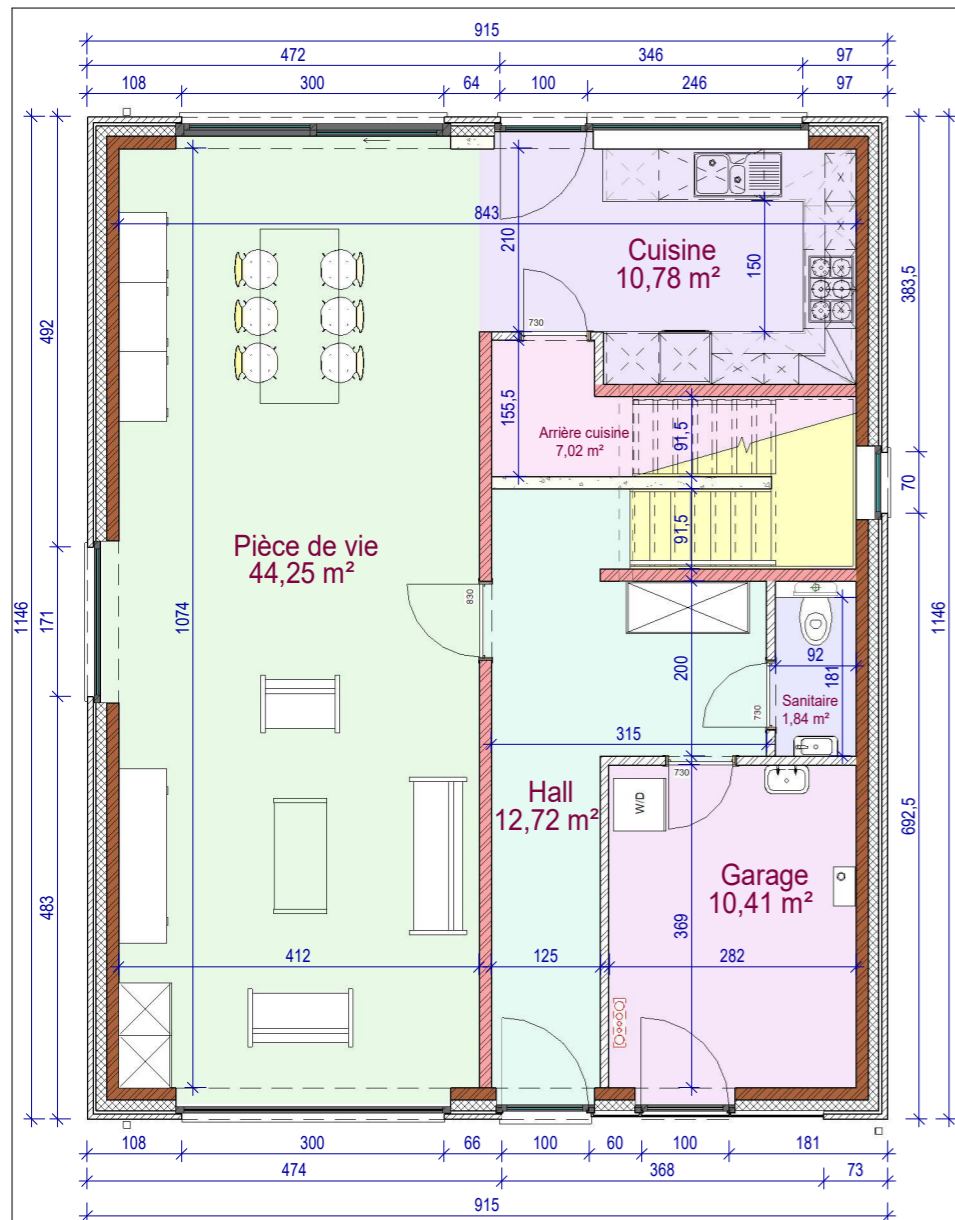 915
472 346 97
108 300 64 100 246 97
843
210
Cuisine
10,78 m²
150
383,5
492
730
155,5
Arrière cuisine
7,02 m²
91,5
70
91,5
Pièce de vie
44,25 m²
830
1146
171
1074
1146
200
92
181
Sanitaire
1,84 m²
730
315
730
Hall
12,72 m²
W/D
692,5
Garage
10,41 m²
483
369
412 125 282
108 300 66 100 60 100 181
474 368 73
915